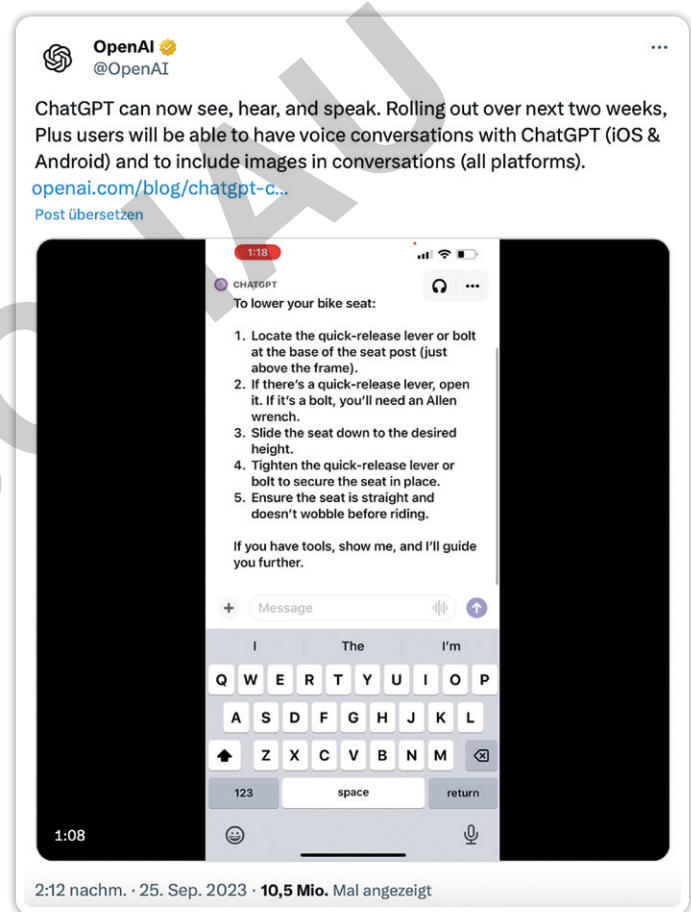 OpenAI
@OpenAI
ChatGPT can now see, hear, and speak. Rolling out over next two weeks,
Plus users will be able to have voice conversations with ChatGPT (iOS &
Android) and to include images in conversations (all platforms).
openai.com/blog/chatgpt-c...
Post übersetzen
1:18
CHATGPT
To lower your bike seat:
1. Locate the quick-release lever or bolt
at the base of the seat post (just
above the frame).
2. If there's a quick-release lever, open
it. If it's a bolt, you'll need an Allen
wrench.
3. Slide the seat down to the desired
height.
4. Tighten the quick-release lever or
bolt to secure the seat in place.
5. Ensure the seat is straight and
doesn't wobble before riding.
If you have tools, show me, and I'll guide
you further.
Message
I The I'm
Q W E R T Y U I O P
A S D F G H J K L
Z X C V B N M
123 space return
1:08
2:12 nachm. · 25. Sep. 2023 · 10,5 Mio. Mal angezeigt